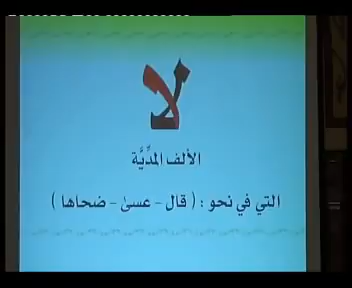 لا
الألف المدِّيَّة
التي في نحو : ( قال - عسىٰ - ضحاها )